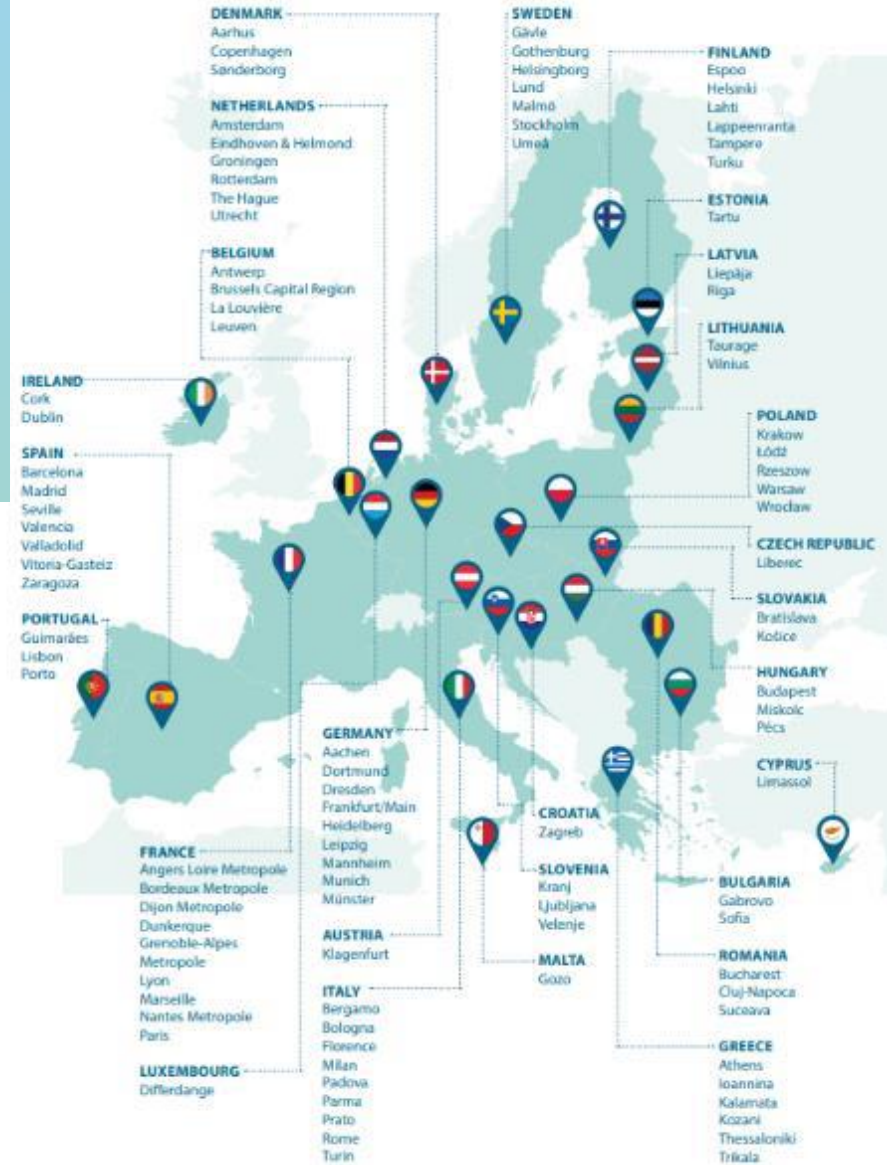 DENMARK
Aarhus
Copenhagen
Sønderborg
NETHERLANDS
Amsterdam
Eindhoven & Helmond
Groningen
Rotterdam
The Hague
Utrecht
BELGIUM
Antwerp
Brussels Capital Region
La Louvière
Leuven
IRELAND
Cork
Dublin
SPAIN
Barcelona
Madrid
Seville
Valencia
Valladolid
Vitoria-Gasteiz
Zaragoza
PORTUGAL
Guimarães
Lisbon
Porto
SWEDEN
Gävle
Gothenburg
Helsingborg
Lund
Malmö
Stockholm
Umeå
FINLAND
Espoo
Helsinki
Lahti
Lappeenranta
Tampere
Turku
ESTONIA
Tartu
LATVIA
Liepāja
Riga
LITHUANIA
Taurage
Vilnius
POLAND
Krakow
Łódź
Rzeszow
Warsaw
Wrocław
CZECH REPUBLIC
Liberec
SLOVAKIA
Bratislava
Košice
HUNGARY
Budapest
Miskolc
Pécs
CYPRUS
Limassol
FRANCE
Angers Loire Metropole
Bordeaux Metropole
Dijon Metropole
Dunkerque
Grenoble-Alpes
Metropole
Lyon
Marseille
Nantes Metropole
Paris
LUXEMBOURG
Differdange
GERMANY
Aachen
Dortmund
Dresden
Frankfurt/Main
Heidelberg
Leipzig
Mannheim
Munich
Münster
AUSTRIA
Klagenfurt
ITALY
Bergamo
Bologna
Florence
Milan
Padova
Parma
Prato
Rome
Turin
CROATIA
Zagreb
SLOVENIA
Kranj
Ljubljana
Velenje
MALTA
Gozo
BULGARIA
Gabrovo
Sofia
ROMANIA
Bucharest
Cluj-Napoca
Suceava
GREECE
Athens
Ioannina
Kalamata
Kozani
Thessaloniki
Trikala